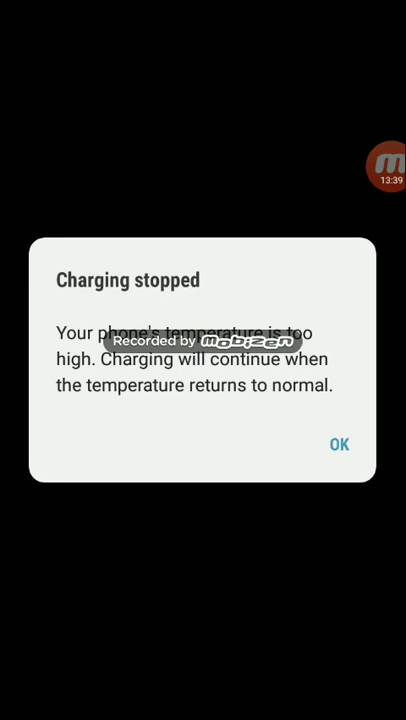 13:39
Charging stopped
Your phone's temperature is too
Recorded by mobizen
high. Charging will continue when
the temperature returns to normal.
OK